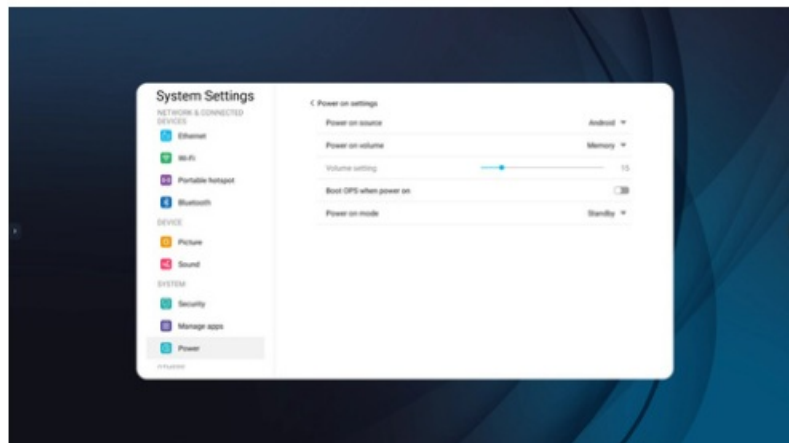 System Settings
NETWORK & CONNECTED
DEVICES
Ethernet
Wi-Fi
Portable hotspot
Bluetooth
DEVICE
Picture
Sound
SYSTEM
Security
Manage apps
Power
< Power on settings
Power on source Android
Power on volume Memory
Volume setting 15
Boot OPS when power on
Power on mode Standby